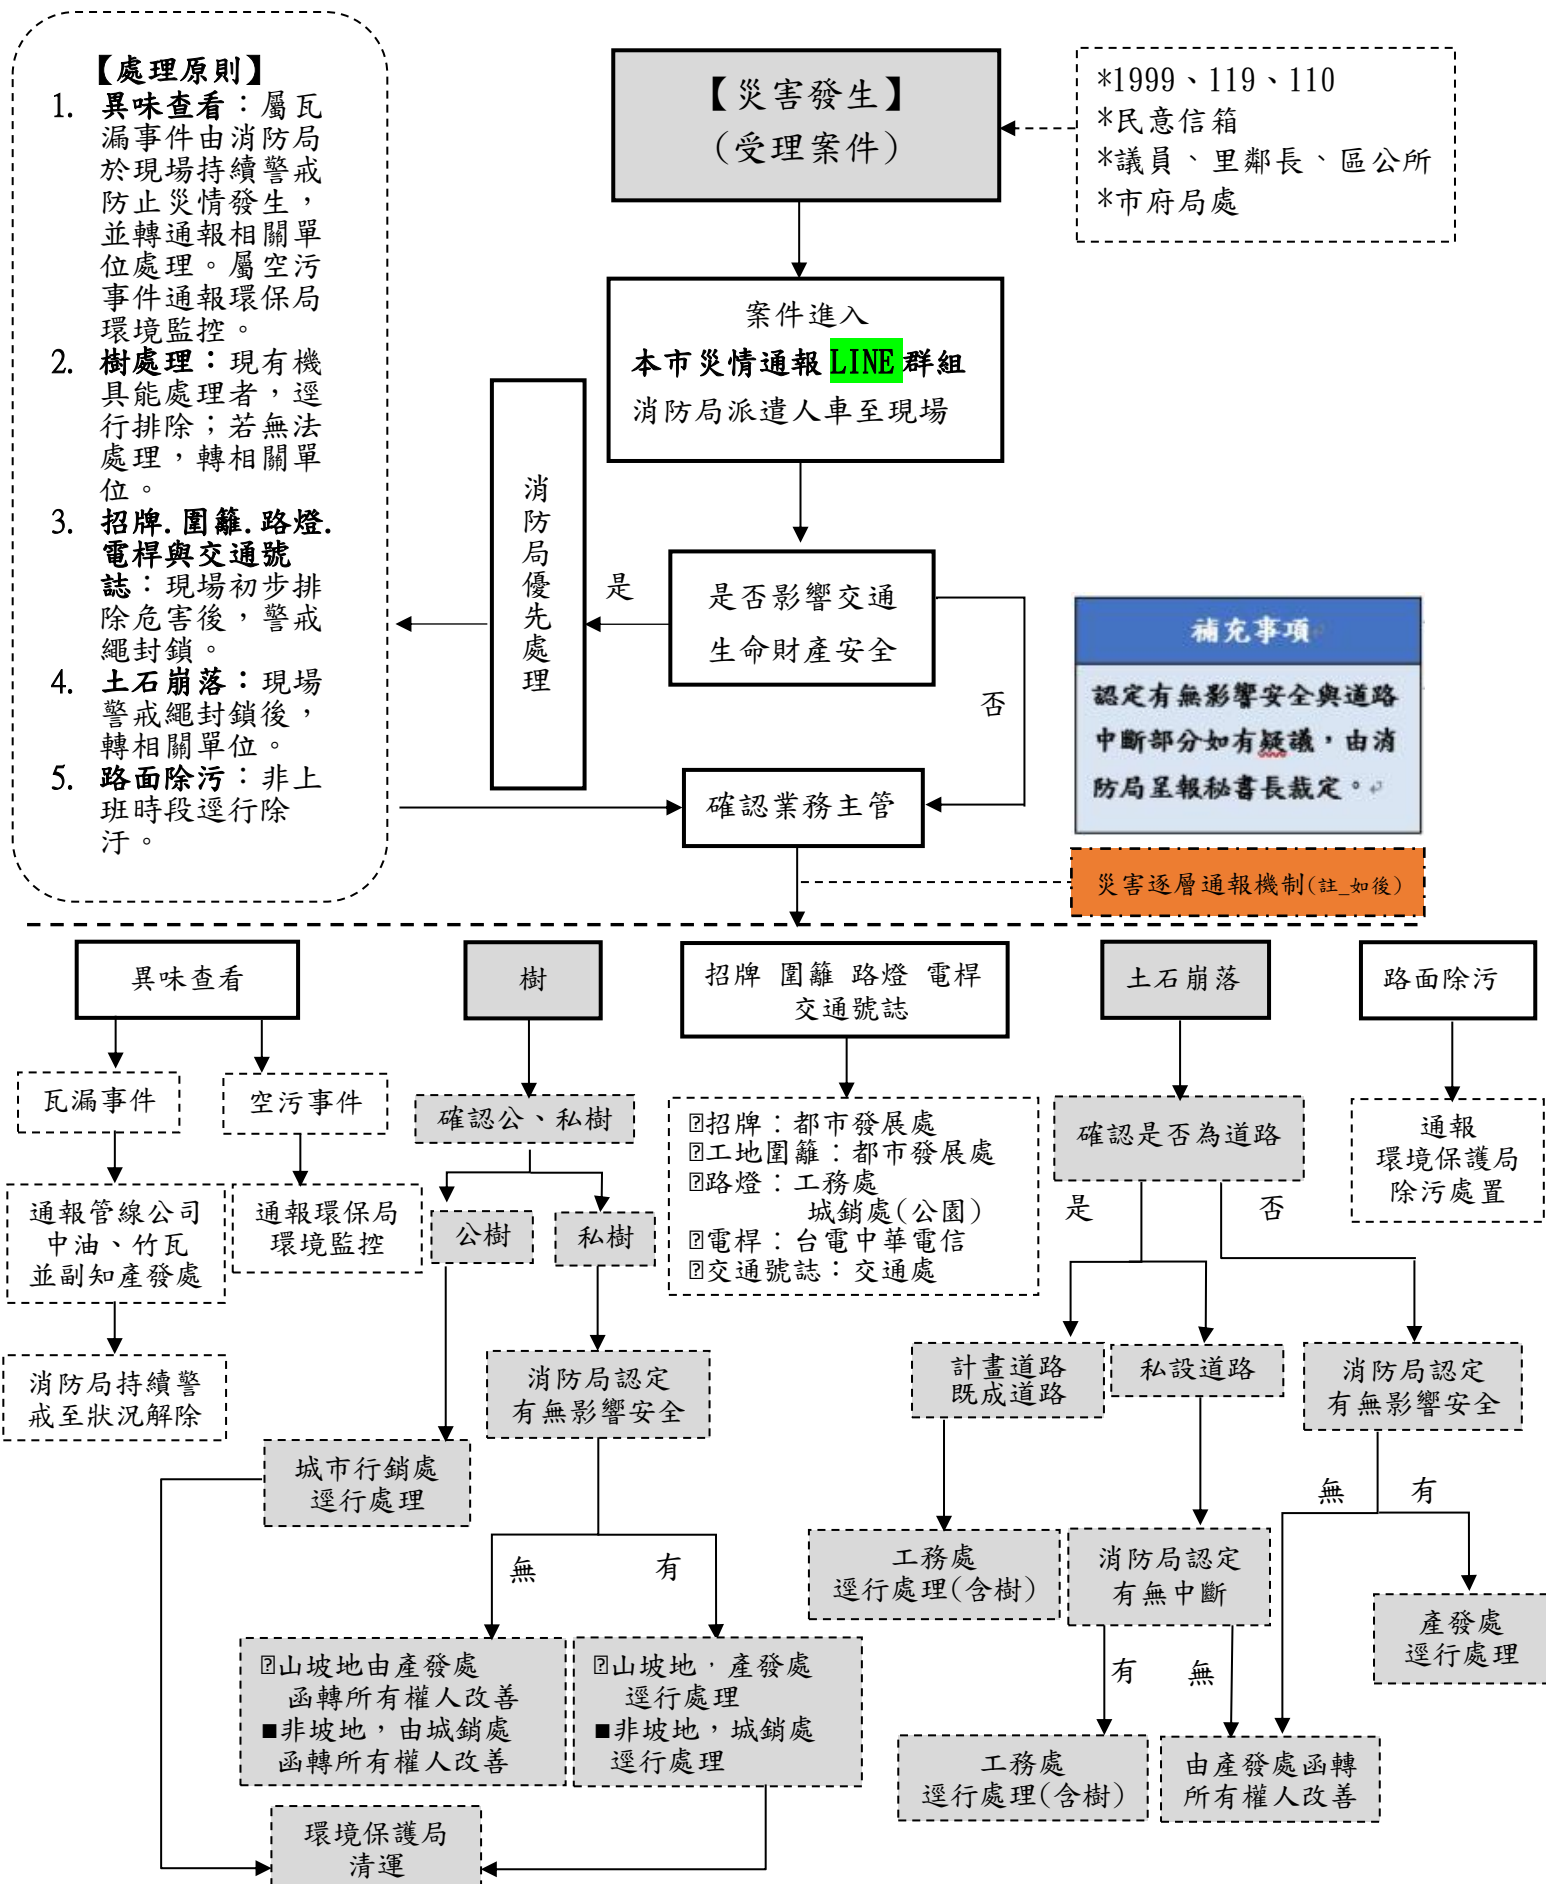 【處理原則】
1. 異味查看：屬瓦
漏事件由消防局
於現場持續警戒
防止災情發生，
並轉通報相關單
位處理。屬空污
事件通報環保局
環境監控。
2. 樹處理：現有機
具能處理者，逕
行排除；若無法
處理，轉相關單
位。
3. 招牌.圍籬.路燈.
電桿與交通號
誌：現場初步排
除危害後，警戒
繩封鎖。
4. 土石崩落：現場
警戒繩封鎖後，
轉相關單位。
5. 路面除污：非上
班時段逕行除
汙。
【災害發生】
(受理案件)
*1999、119、110
*民意信箱
*議員、里鄰長、區公所
*市府局處
案件進入
本市災情通報 LINE 群組
消防局派遣人車至現場
消防局優先處理
是
是否影響交通
生命財產安全
否
確認業務主管
補充事項
認定有無影響安全與道路
中斷部分如有疑議，由消
防局呈報秘書長裁定。
災害逐層通報機制(註_如後)
異味查看
樹
招牌 圍籬 路燈 電桿
交通號誌
土石崩落
路面除污
瓦漏事件
空污事件
通報管線公司
中油、竹瓦
並副知產發處
通報環保局
環境監控
消防局持續警
戒至狀況解除
確認公、私樹
公樹
私樹
消防局認定
有無影響安全
城市行銷處
逕行處理
無
有
山坡地由產發處
函轉所有權人改善
■非坡地，由城銷處
函轉所有權人改善
山坡地，產發處
逕行處理
■非坡地，城銷處
逕行處理
環境保護局
清運
招牌：都市發展處
工地圍籬：都市發展處
路燈：工務處
城銷處(公園)
電桿：台電中華電信
交通號誌：交通處
確認是否為道路
是
否
計畫道路
既成道路
私設道路
消防局認定
有無影響安全
工務處
逕行處理(含樹)
消防局認定
有無中斷
無
有
產發處
逕行處理
有
無
工務處
逕行處理(含樹)
由產發處函轉
所有權人改善
通報
環境保護局
除污處置